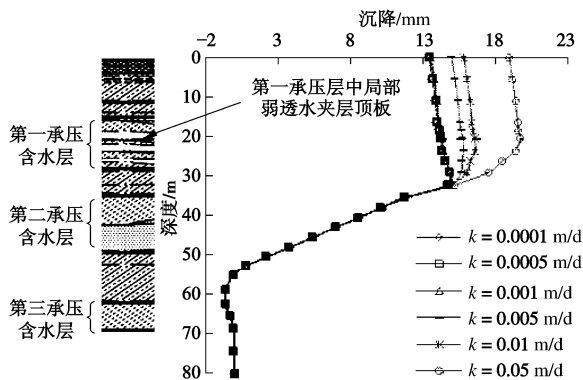 沉降/mm
−2 3 8 13 18 23
深度/m
0
10
20
30
40
50
60
70
80
第一承压层中局部
弱透水夹层顶板
第一承压
含水层
第二承压
含水层
第三承压
含水层
k = 0.0001 m/d
k = 0.0005 m/d
k = 0.001 m/d
k = 0.005 m/d
k = 0.01 m/d
k = 0.05 m/d